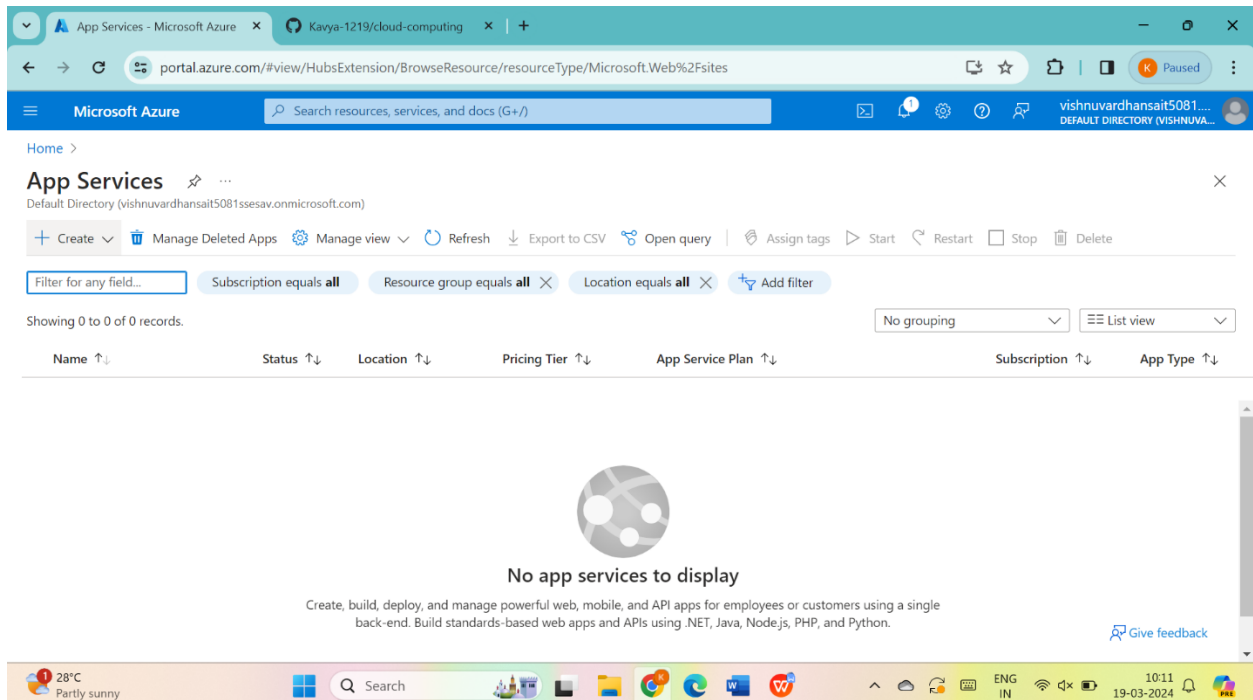 App Services - Microsoft Azure
Kavya-1219/cloud-computing
portal.azure.com/#view/HubsExtension/BrowseResource/resourceType/Microsoft.Web%2Fsites
K Paused
Microsoft Azure
Search resources, services, and docs (G+/)
1
vishnuvardhansait5081....
DEFAULT DIRECTORY (VISHNUVA...
Home >
App Services
Default Directory (vishnuvardhansait5081ssesav.onmicrosoft.com)
Create Manage Deleted Apps Manage view Refresh Export to CSV Open query Assign tags Start Restart Stop Delete
Filter for any field... Subscription equals all Resource group equals all Location equals all Add filter
Showing 0 to 0 of 0 records.
No grouping List view
Name ↑↓ Status ↑↓ Location ↑↓ Pricing Tier ↑↓ App Service Plan ↑↓ Subscription ↑↓ App Type ↑↓
No app services to display
Create, build, deploy, and manage powerful web, mobile, and API apps for employees or customers using a single
back-end. Build standards-based web apps and APIs using .NET, Java, Node.js, PHP, and Python.
Give feedback
1
28°C
Partly sunny
Search
W
W
ENG
IN
10:11
19-03-2024
PRE